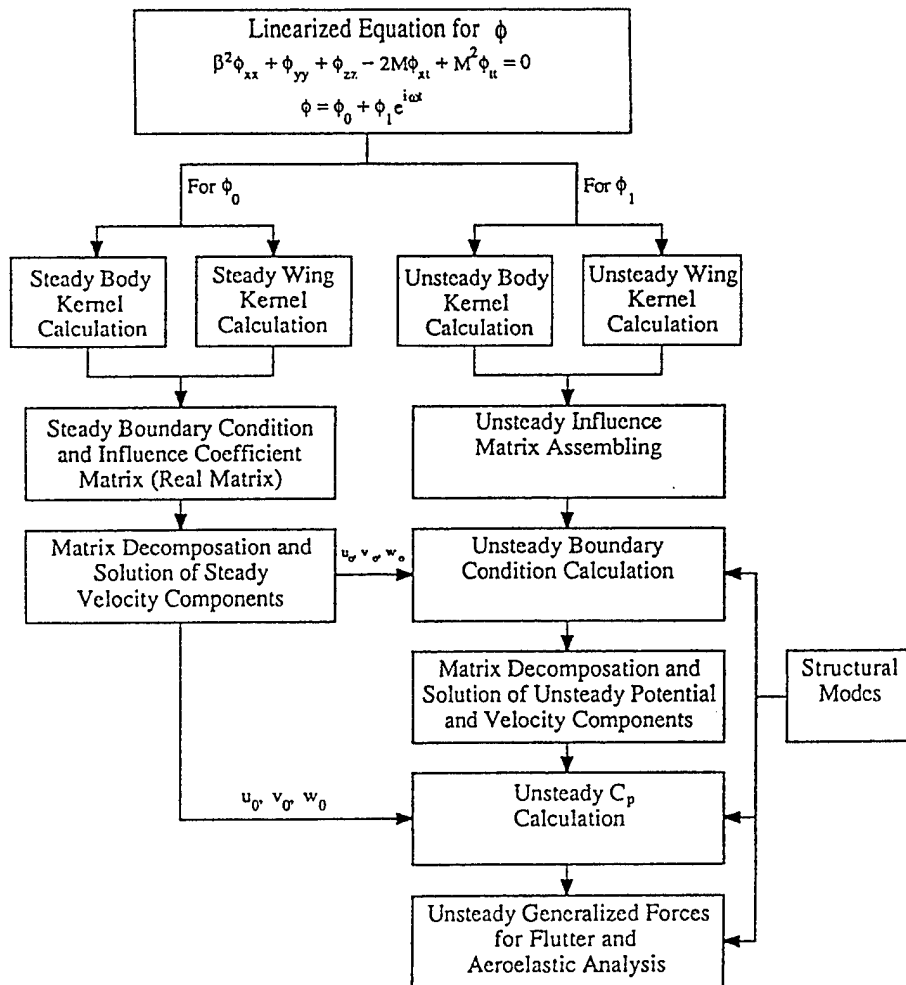 Linearized Equation for ϕ
β²ϕₓₓ + ϕ_yy + ϕ_zz − 2Mϕ_xt + M²ϕ_tt = 0
ϕ = ϕ₀ + ϕ₁e^{iωt}
For ϕ₀
For ϕ₁
Steady Body
Kernel
Calculation
Steady Wing
Kernel
Calculation
Unsteady Body
Kernel
Calculation
Unsteady Wing
Kernel
Calculation
Steady Boundary Condition
and Influence Coefficient
Matrix (Real Matrix)
Unsteady Influence
Matrix Assembling
Matrix Decomposation and
Solution of Steady
Velocity Components
u₀, v₀, w₀
Unsteady Boundary
Condition Calculation
Matrix Decomposation and
Solution of Unsteady Potential
and Velocity Components
Structural
Modes
u₀, v₀, w₀
Unsteady Cₚ
Calculation
Unsteady Generalized Forces
for Flutter and
Aeroelastic Analysis